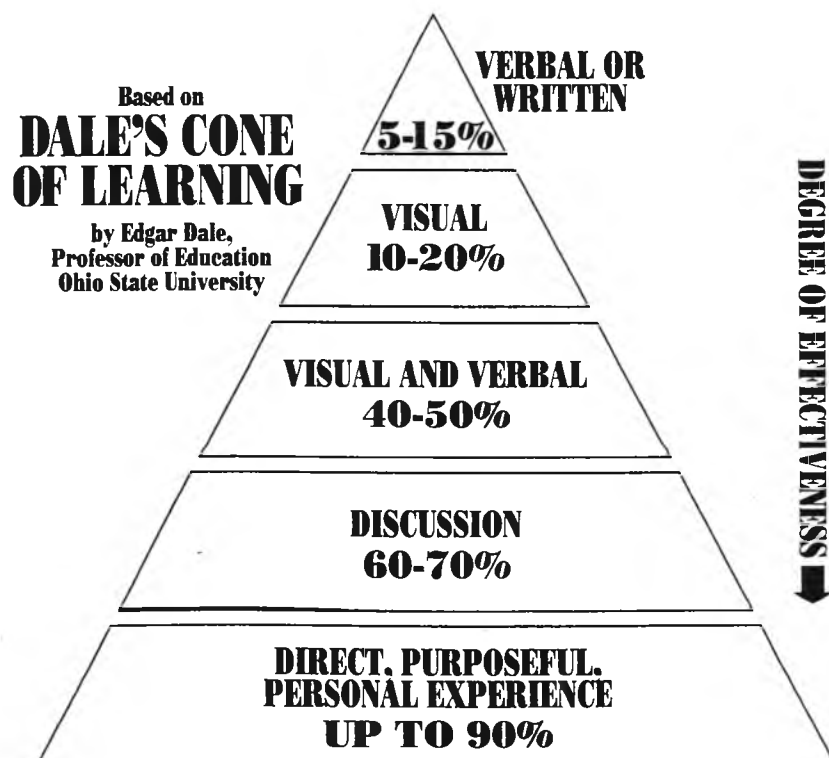 Based on
DALE'S CONE
OF LEARNING
by Edgar Dale,
Professor of Education
Ohio State University
VERBAL OR
WRITTEN
5-15%
VISUAL
10-20%
VISUAL AND VERBAL
40-50%
DISCUSSION
60-70%
DIRECT, PURPOSEFUL,
PERSONAL EXPERIENCE
UP TO 90%
DEGREE OF EFFECTIVENESS